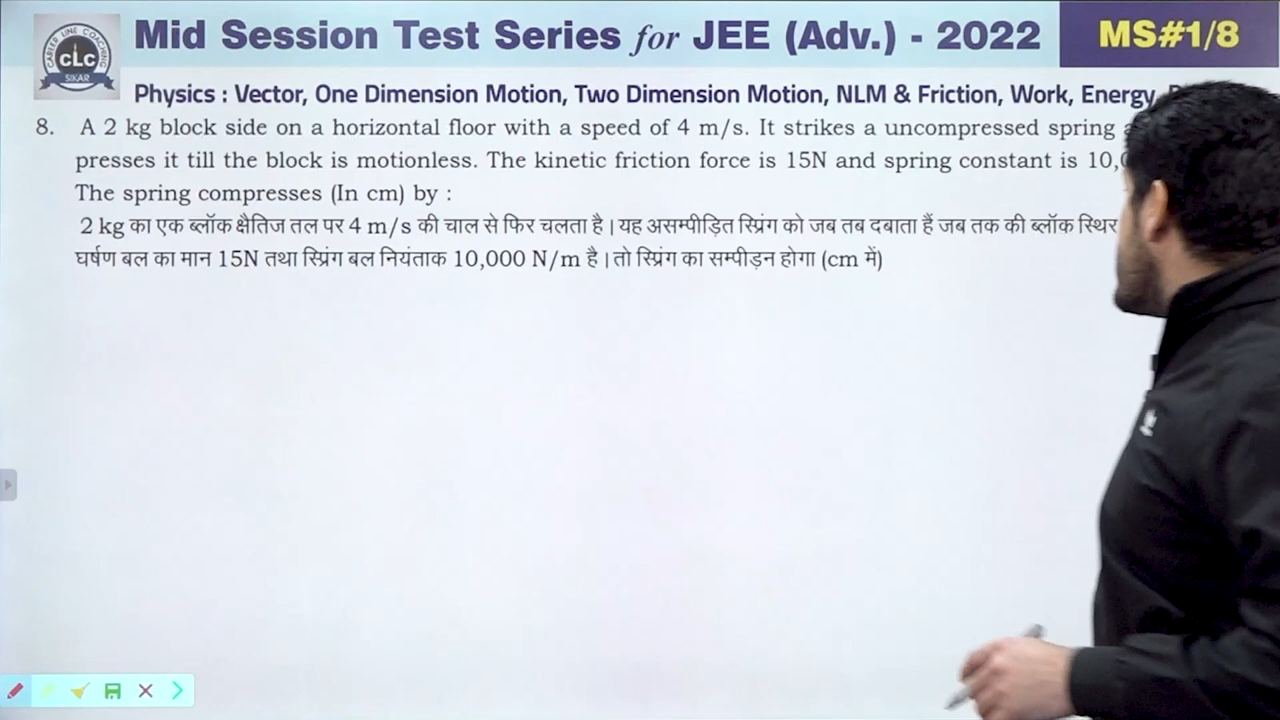 Mid Session Test Series for JEE (Adv.) - 2022
MS#1/8
CAREER LINE COACHING
CLC
SIKAR
Physics : Vector, One Dimension Motion, Two Dimension Motion, NLM & Friction, Work, Energy,
8. A 2 kg block side on a horizontal floor with a speed of 4 m/s. It strikes a uncompressed spring
presses it till the block is motionless. The kinetic friction force is 15N and spring constant is 10,
The spring compresses (In cm) by :
2 kg का एक ब्लॉक क्षैतिज तल पर 4 m/s की चाल से फिर चलता है। यह असम्पीड़ित स्प्रिंग को जब तब दबाता हैं जब तक की ब्लॉक स्थिर
घर्षण बल का मान 15N तथा स्प्रिंग बल नियंताक 10,000 N/m है। तो स्प्रिंग का सम्पीड़न होगा (cm में)